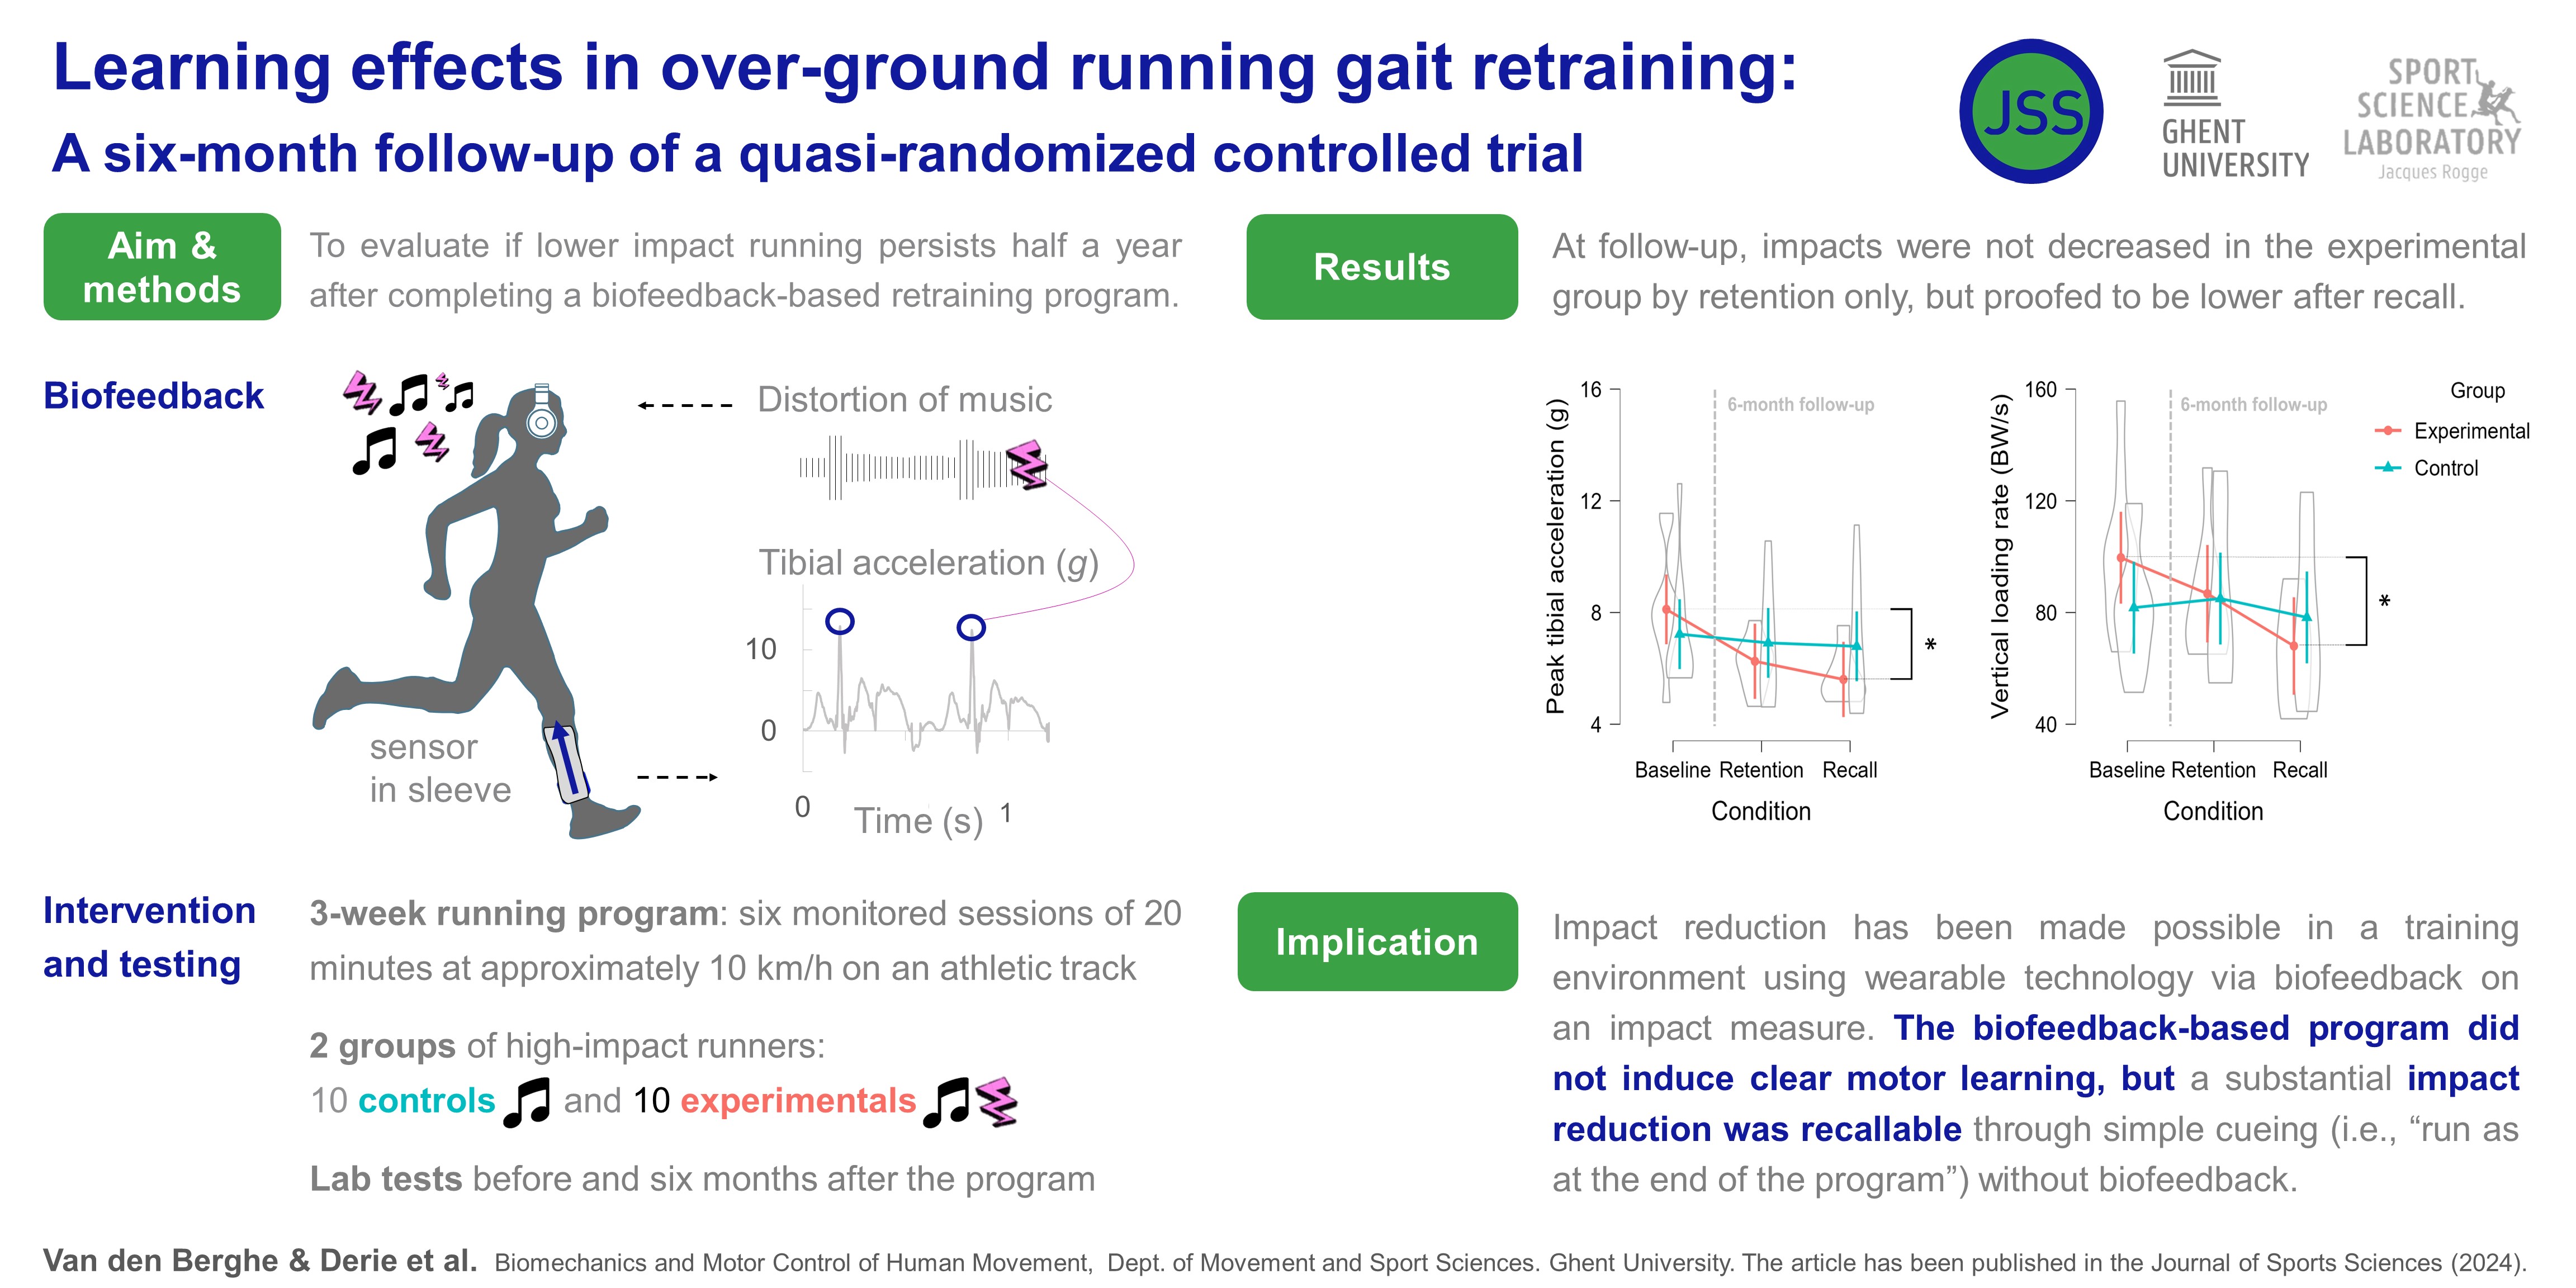 Learning effects in over-ground running gait retraining:
A six-month follow-up of a quasi-randomized controlled trial
JSS
GHENT
UNIVERSITY
SPORT
SCIENCE
LABORATORY
Jacques Rogge
Aim &
methods
To evaluate if lower impact running persists half a year
after completing a biofeedback-based retraining program.
Biofeedback
Distortion of music
Tibial acceleration (g)
10
0
0
Time (s)
1
sensor
in sleeve
Intervention
and testing
3-week running program: six monitored sessions of 20
minutes at approximately 10 km/h on an athletic track
2 groups of high-impact runners:
10 controls and 10 experimentals
Lab tests before and six months after the program
Results
At follow-up, impacts were not decreased in the experimental
group by retention only, but proofed to be lower after recall.
Peak tibial acceleration (g)
16
12
8
4
6-month follow-up
*
Baseline Retention Recall
Condition
Vertical loading rate (BW/s)
160
120
80
40
6-month follow-up
*
Baseline Retention Recall
Condition
Group
Experimental
Control
Implication
Impact reduction has been made possible in a training
environment using wearable technology via biofeedback on
an impact measure. The biofeedback-based program did
not induce clear motor learning, but a substantial impact
reduction was recallable through simple cueing (i.e., “run as
at the end of the program”) without biofeedback.
Van den Berghe & Derie et al. Biomechanics and Motor Control of Human Movement, Dept. of Movement and Sport Sciences. Ghent University. The article has been published in the Journal of Sports Sciences (2024).